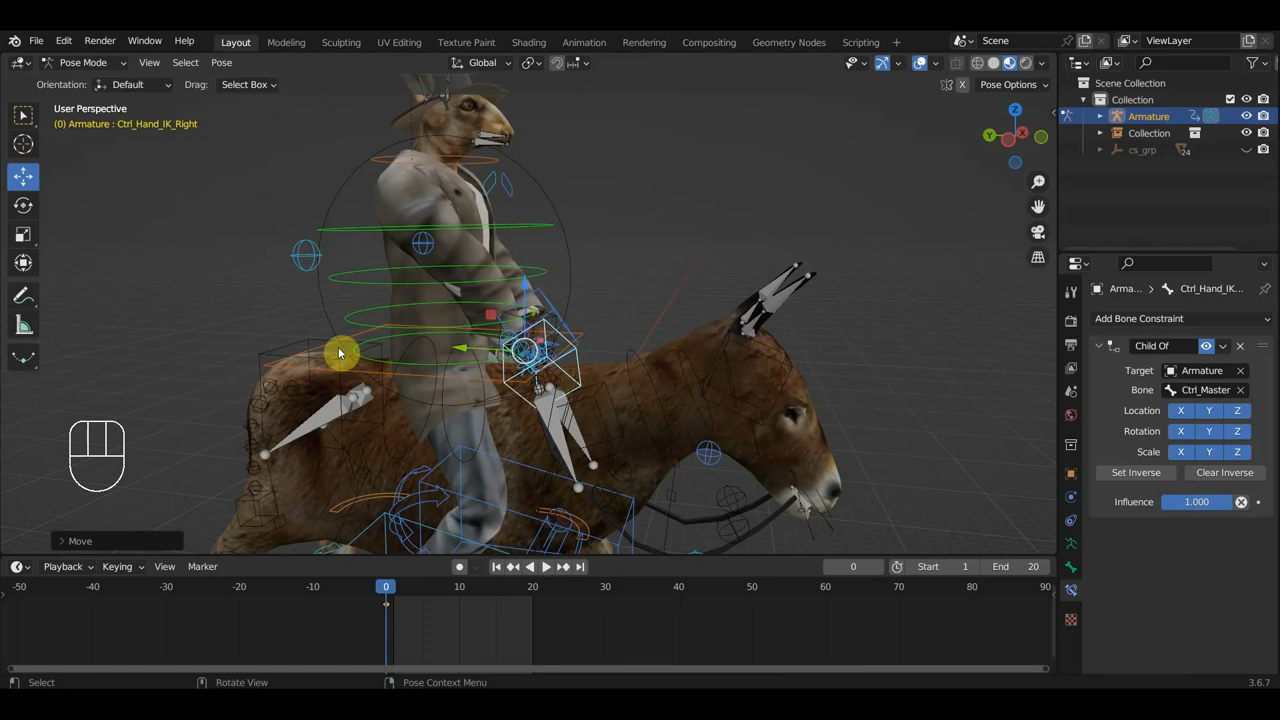 File Edit Render Window Help Layout Modeling Sculpting UV Editing Texture Paint Shading Animation Rendering Compositing Geometry Nodes Scripting + Scene ViewLayer
Pose Mode View Select Pose Global X Pose Options
Orientation: Default Drag: Select Box
User Perspective
(0) Armature : Ctrl_Hand_IK_Right
Z
Y
X
Scene Collection
Collection
Armature
Collection
cs_grp 24
Arma... > Ctrl_Hand_IK...
Add Bone Constraint
Child Of
Target Armature
Bone Ctrl_Master
Location X Y Z
Rotation X Y Z
Scale X Y Z
Set Inverse Clear Inverse
Influence 1.000
> Move
Playback Keying View Marker 0 Start 1 End 20
-50 -40 -30 -20 -10 0 10 20 30 40 50 60 70 80 90
Select Rotate View Pose Context Menu 3.6.7